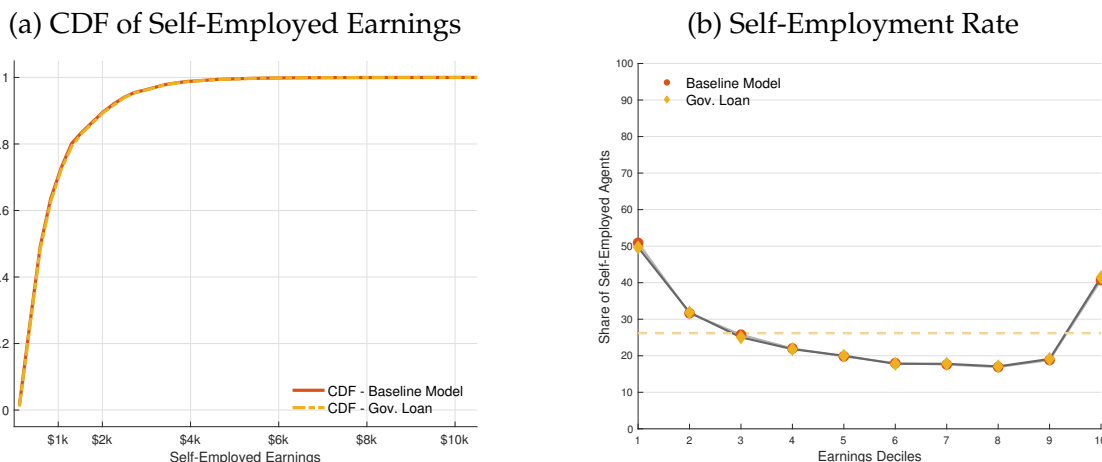 (a) CDF of Self-Employed Earnings
1
.8
.6
.4
.2
0
$1k $2k $4k $6k $8k $10k
Self-Employed Earnings
CDF - Baseline Model
CDF - Gov. Loan
(b) Self-Employment Rate
100
90
80
70
60
50
40
30
20
10
0
1 2 3 4 5 6 7 8 9 10
Earnings Deciles
Share of Self-Employed Agents
Baseline Model
Gov. Loan